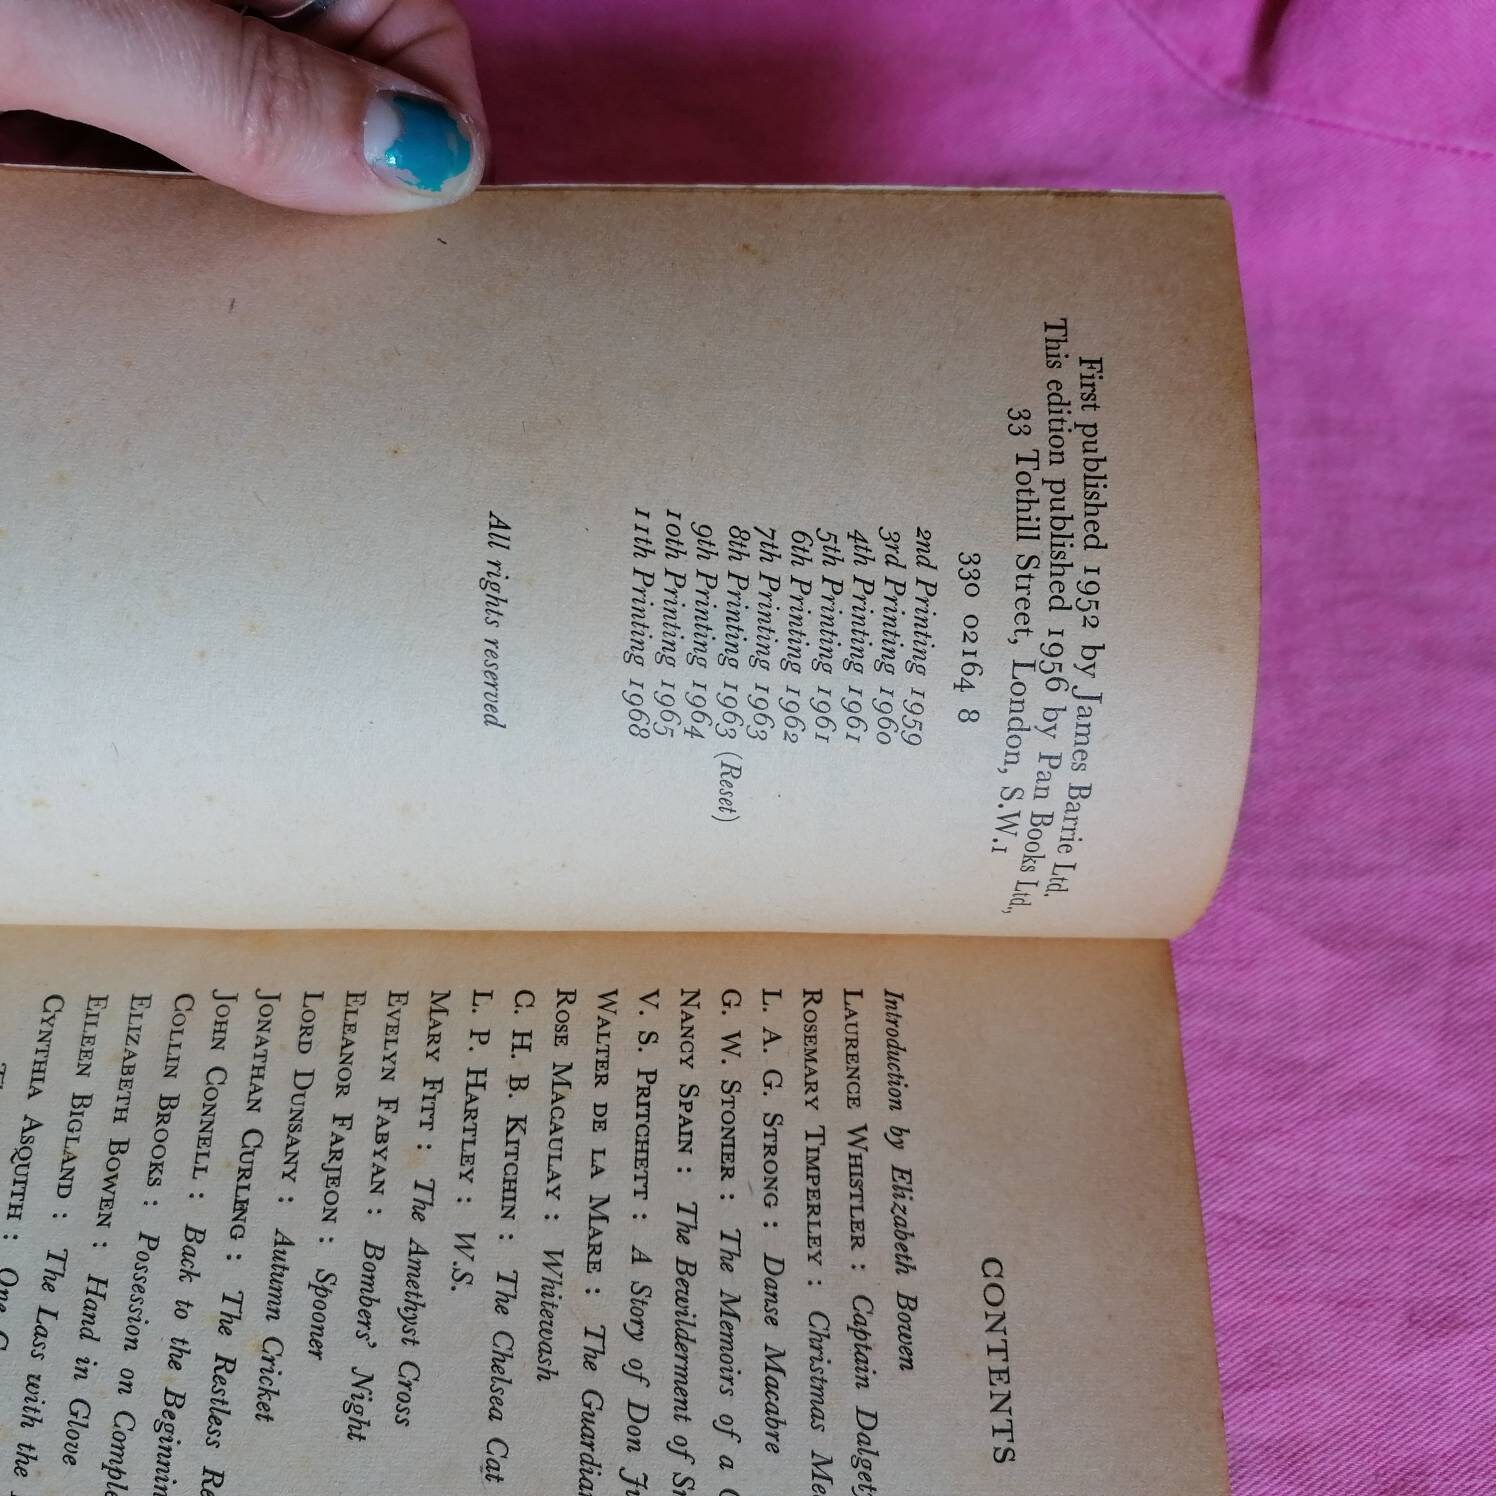 First published 1952 by James Barrie Ltd.
This edition published 1956 by Pan Books Ltd.,
33 Tothill Street, London, S.W.1
330 02164 8
2nd Printing 1959
3rd Printing 1960
4th Printing 1961
5th Printing 1961
6th Printing 1962
7th Printing 1963
8th Printing 1963 (Reset)
9th Printing 1964
10th Printing 1965
11th Printing 1968
All rights reserved
CONTENTS
Introduction by Elizabeth Bowen
LAURENCE WHISTLER : Captain
ROSEMARY TIMPERLEY : Christmas
L. A. G. STRONG : Danse Macabre
G. W. STONIER : The Memoirs of a
NANCY SPAIN : The Bewilderment of
V. S. PRITCHETT : A Story of Don
WALTER DE LA MARE : The
ROSE MACAULAY : Whitewash
C. H. B. KITCHIN : The Chelsea Cat
L. P. HARTLEY : W.S.
MARY FITT : The Amethyst Cross
EVELYN FABYAN : Bombers' Night
ELEANOR FARJEON : Spooner
LORD DUNSANY : Autumn Cricket
JONATHAN CURLING : The Restless
JOHN CONNELL : Back to the
COLLIN BROOKS : Possession on
ELIZABETH BOWEN : Hand in Glove
EILEEN BIGLAND : The Lass with the
CYNTHIA ASQUITH : One